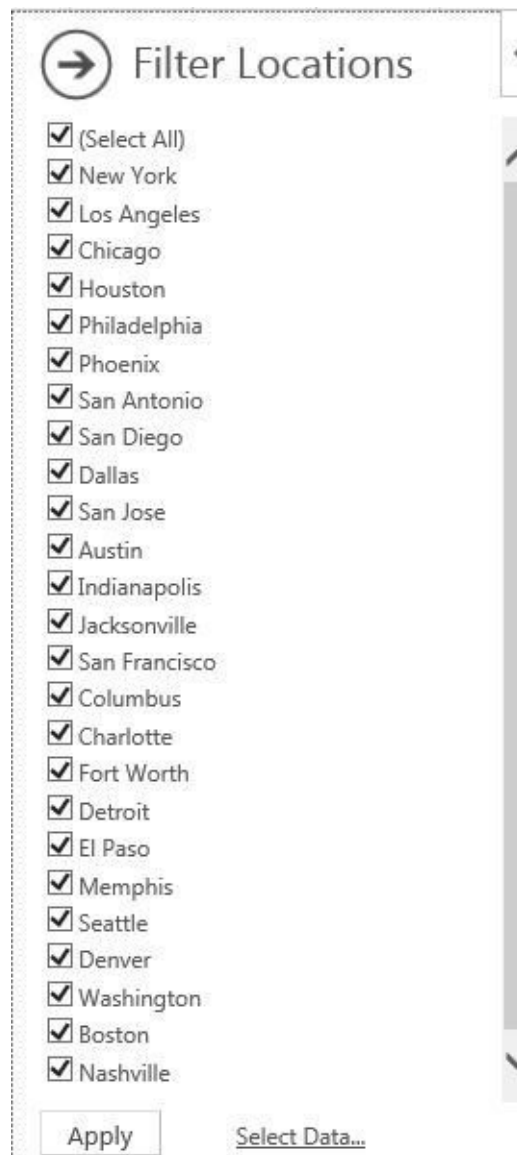 Filter Locations
(Select All)
New York
Los Angeles
Chicago
Houston
Philadelphia
Phoenix
San Antonio
San Diego
Dallas
San Jose
Austin
Indianapolis
Jacksonville
San Francisco
Columbus
Charlotte
Fort Worth
Detroit
El Paso
Memphis
Seattle
Denver
Washington
Boston
Nashville
Apply Select Data...